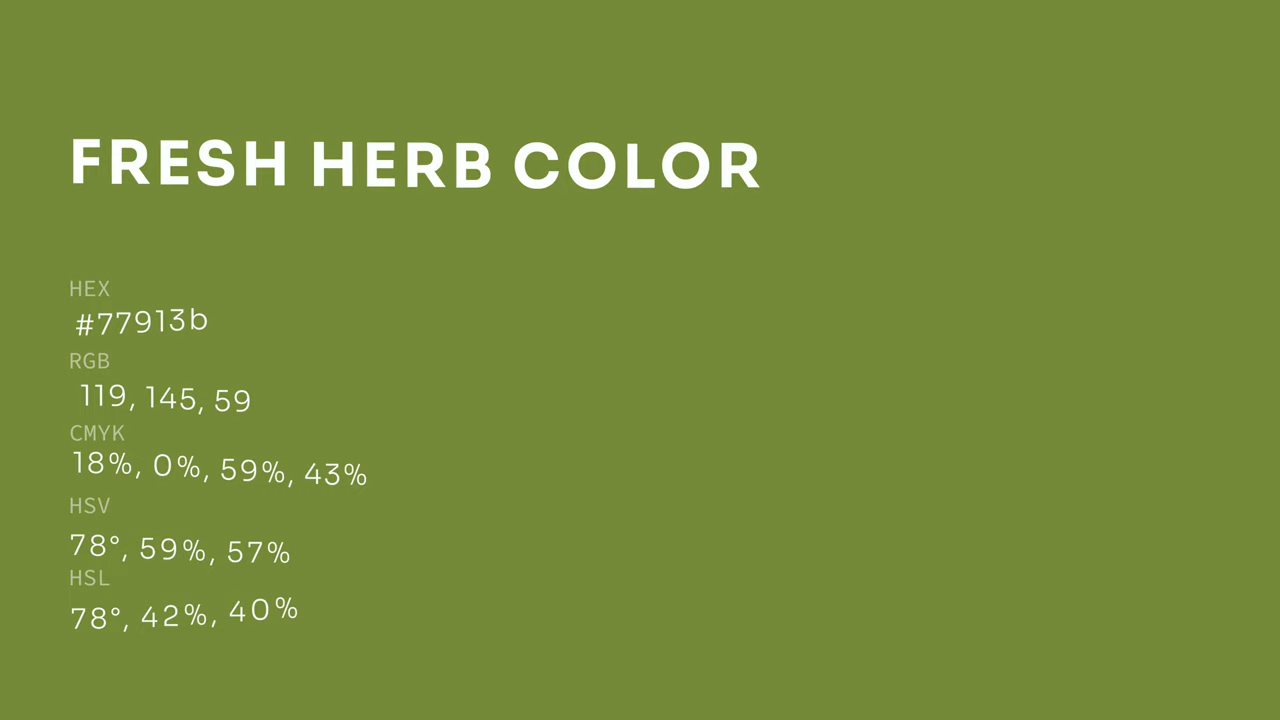 FRESH HERB COLOR
HEX
#77913b
RGB
119, 145, 59
CMYK
18%, 0%, 59%, 43%
HSV
78°, 59%, 57%
HSL
78°, 42%, 40%